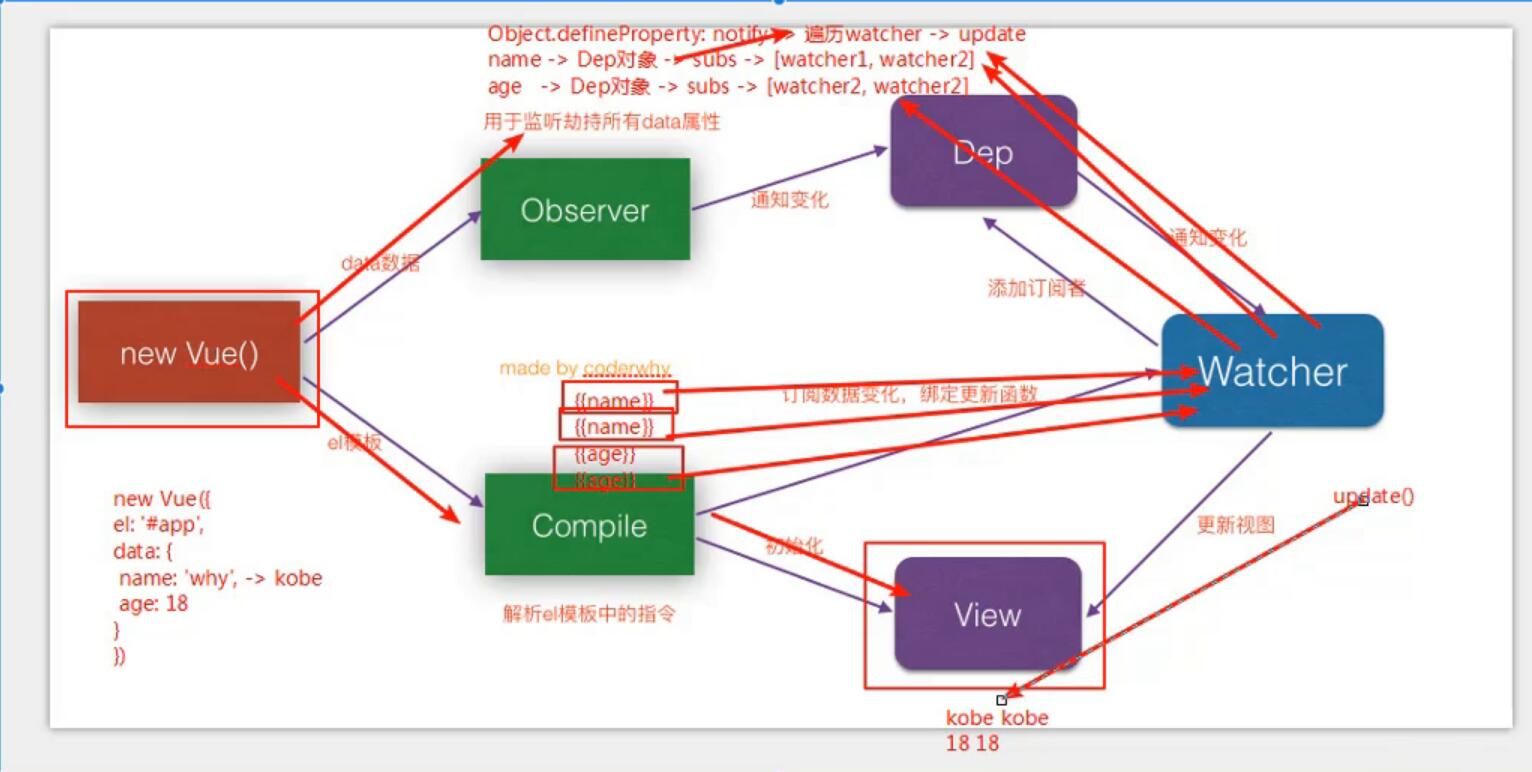 Object.defineProperty: notify -> 遍历watcher -> update
name -> Dep对象 -> subs -> [watcher1, watcher2]
age -> Dep对象 -> subs -> [watcher2, watcher2]
用于监听劫持所有data属性
Dep
Observer
通知变化
通知变化
data数据
添加订阅者
new Vue()
made by coderwhy
Watcher
{{name}}
订阅数据变化，绑定更新函数
{{name}}
el模板
{{age}}
{{age}}
new Vue({
el: '#app',
data: {
name: 'why', -> kobe
age: 18
}
})
Compile
初始化
update()
更新视图
解析el模板中的指令
View
kobe kobe
18 18